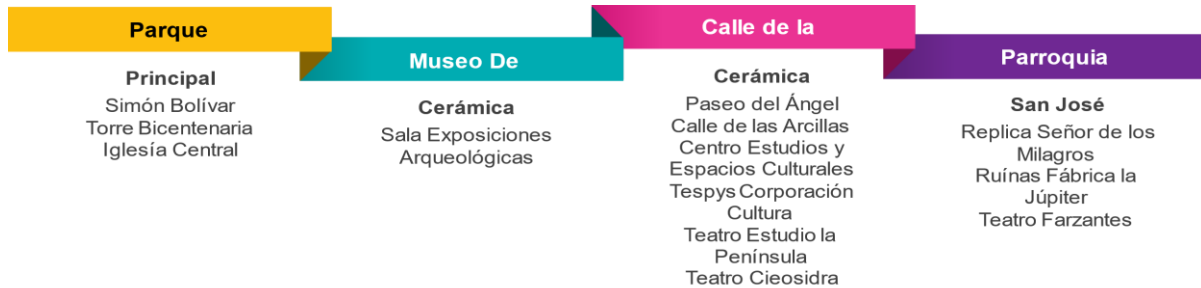 Parque
Principal
Simón Bolívar
Torre Bicentenaria
Iglesía Central
Museo De
Cerámica
Sala Exposiciones
Arqueológicas
Calle de la
Cerámica
Paseo del Ángel
Calle de las Arcillas
Centro Estudios y
Espacios Culturales
Tespys Corporación
Cultura
Teatro Estudio la
Península
Teatro Cieosidra
Parroquia
San José
Replica Señor de los
Milagros
Ruínas Fábrica la
Júpiter
Teatro Farzantes